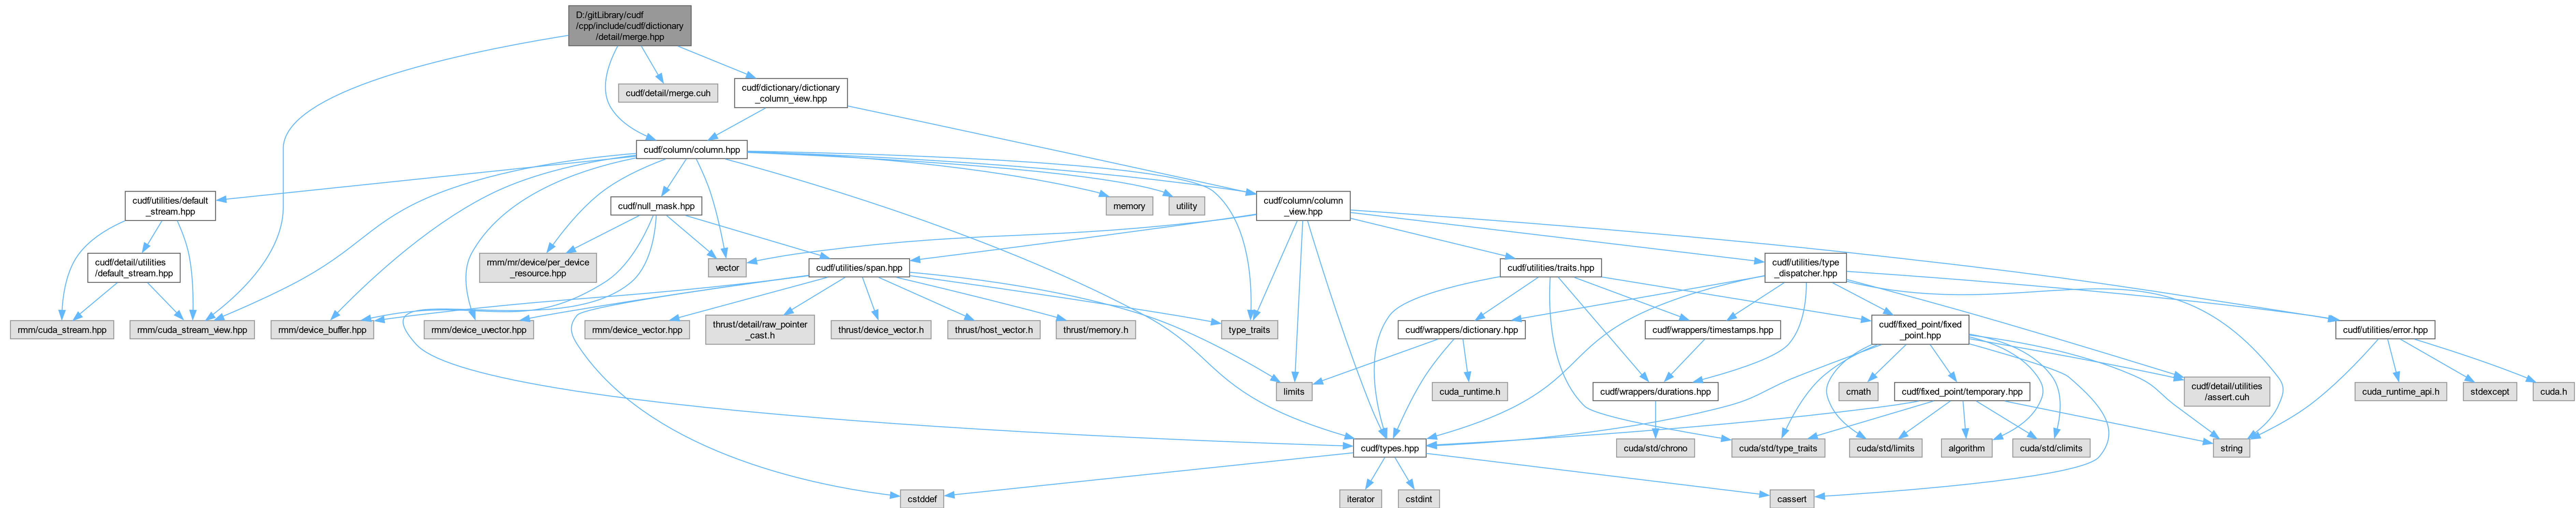 D:/gitLibrary/cudf
/cpp/include/cudf/dictionary
/detail/merge.hpp
cudf/detail/merge.cuh
cudf/dictionary/dictionary
_column_view.hpp
cudf/column/column.hpp
cudf/utilities/default
_stream.hpp
cudf/null_mask.hpp
memory
utility
cudf/column/column
_view.hpp
cudf/detail/utilities
/default_stream.hpp
rmm/mr/device/per_device
_resource.hpp
vector
cudf/utilities/span.hpp
cudf/utilities/traits.hpp
cudf/utilities/type
_dispatcher.hpp
rmm/cuda_stream.hpp
rmm/cuda_stream_view.hpp
rmm/device_buffer.hpp
rmm/device_uvector.hpp
rmm/device_vector.hpp
thrust/detail/raw_pointer
_cast.h
thrust/device_vector.h
thrust/host_vector.h
thrust/memory.h
type_traits
cudf/wrappers/dictionary.hpp
cudf/wrappers/timestamps.hpp
cudf/fixed_point/fixed
_point.hpp
cudf/utilities/error.hpp
limits
cuda_runtime.h
cudf/wrappers/durations.hpp
cmath
cudf/fixed_point/temporary.hpp
cudf/detail/utilities
/assert.cuh
cuda_runtime_api.h
stdexcept
cuda.h
cudf/types.hpp
cuda/std/chrono
cuda/std/type_traits
cuda/std/limits
algorithm
cuda/std/climits
string
cstddef
iterator
cstdint
cassert